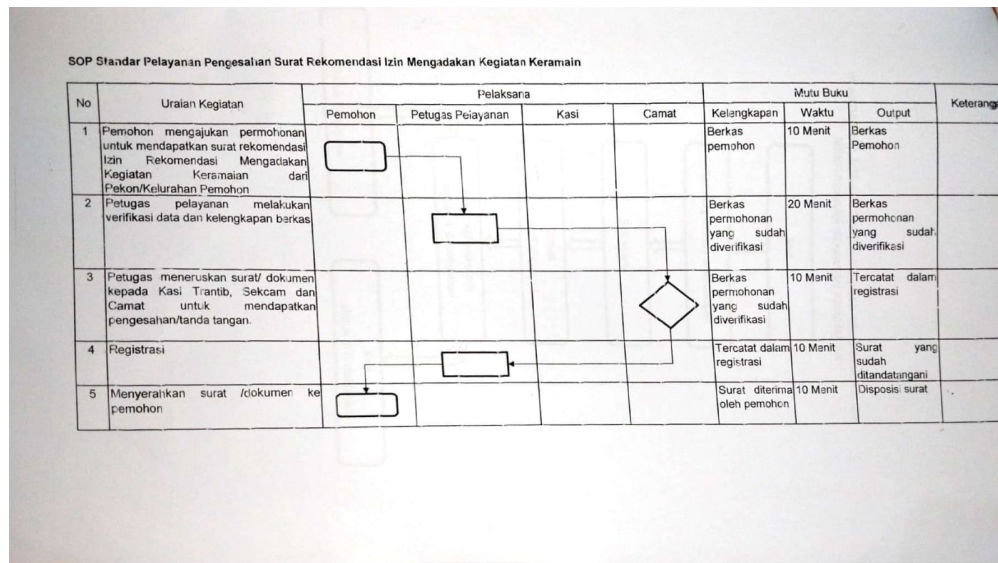 SOP Standar Pelayanan Pengesahan Surat Rekomendasi Izin Mengadakan Kegiatan Keramain
No
Uraian Kegiatan
Pelaksana
Mutu Buku
Pemohon
Petugas Pelayanan
Kasi
Camat
Kelangkapan
Waktu
Output
1
Pemohon mengajukan permohonan
untuk mendapatkan surat rekomendasi
Izin Rekomendasi Mengadakan
Kegiatan Keramaian dari
Pekon/Kelurahan Pemohon
Berkas
pemohon
10 Menit
Berkas
Pemohon
2
Petugas pelayanan melakukan
verifikasi data dan kelengkapan berkas
Berkas
permohonan
yang sudah
diverifikasi
20 Menit
Berkas
permohonan
yang sudah
diverifikasi
3
Petugas meneruskan surat/ dokumen
kepada Kasi Trantib, Sekcam dan
Camat untuk mendapatkan
pengesahan/tanda tangan.
Berkas
permohonan
yang sudah
diverifikasi
10 Menit
Tercatat dalam
registrasi
4
Registrasi
Tercatat dalam
registrasi
10 Menit
Surat yang
sudah
ditandatangani
5
Menyerahkan surat /dokumen ke
pemohon
Surat diterima
oleh pemohon
10 Menit
Disposis surat